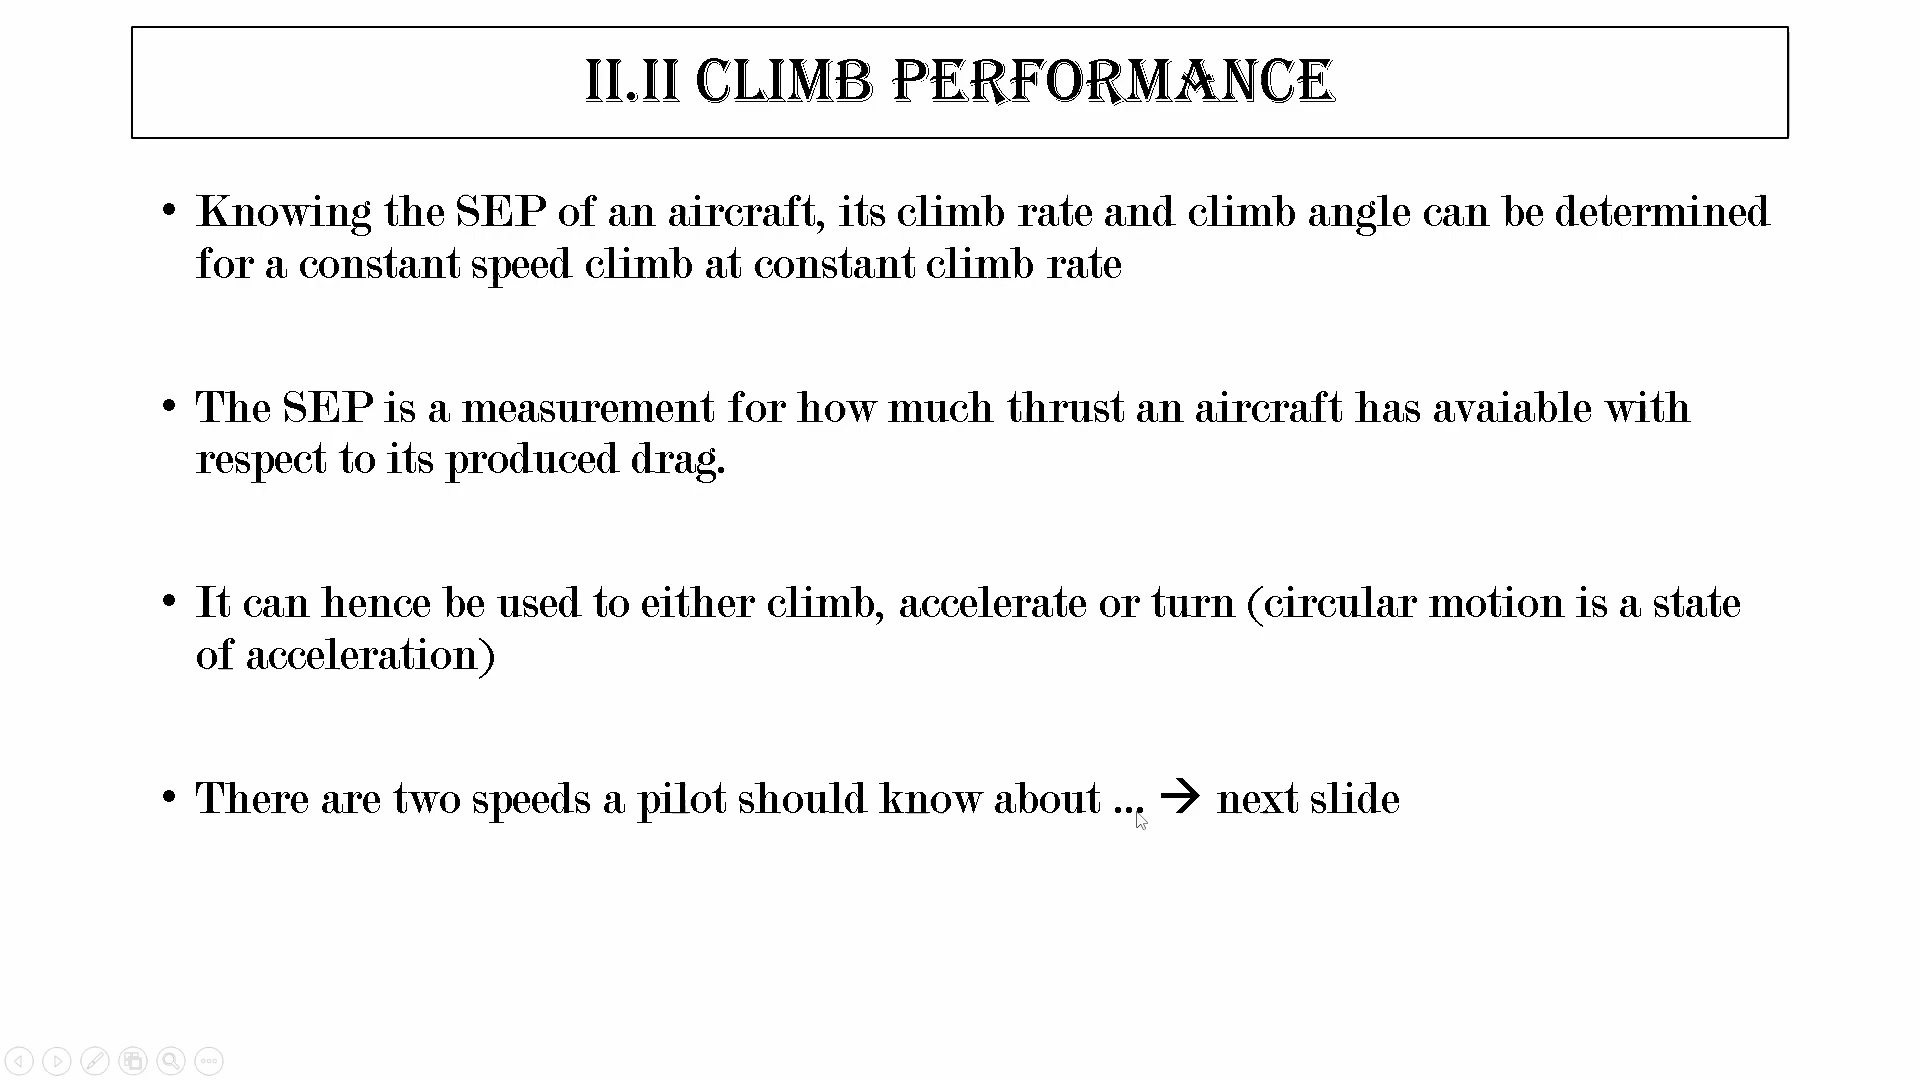 II.II CLIMB PERFORMANCE
• Knowing the SEP of an aircraft, its climb rate and climb angle can be determined
for a constant speed climb at constant climb rate
• The SEP is a measurement for how much thrust an aircraft has avaiable with
respect to its produced drag.
• It can hence be used to either climb, accelerate or turn (circular motion is a state
of acceleration)
• There are two speeds a pilot should know about ... → next slide